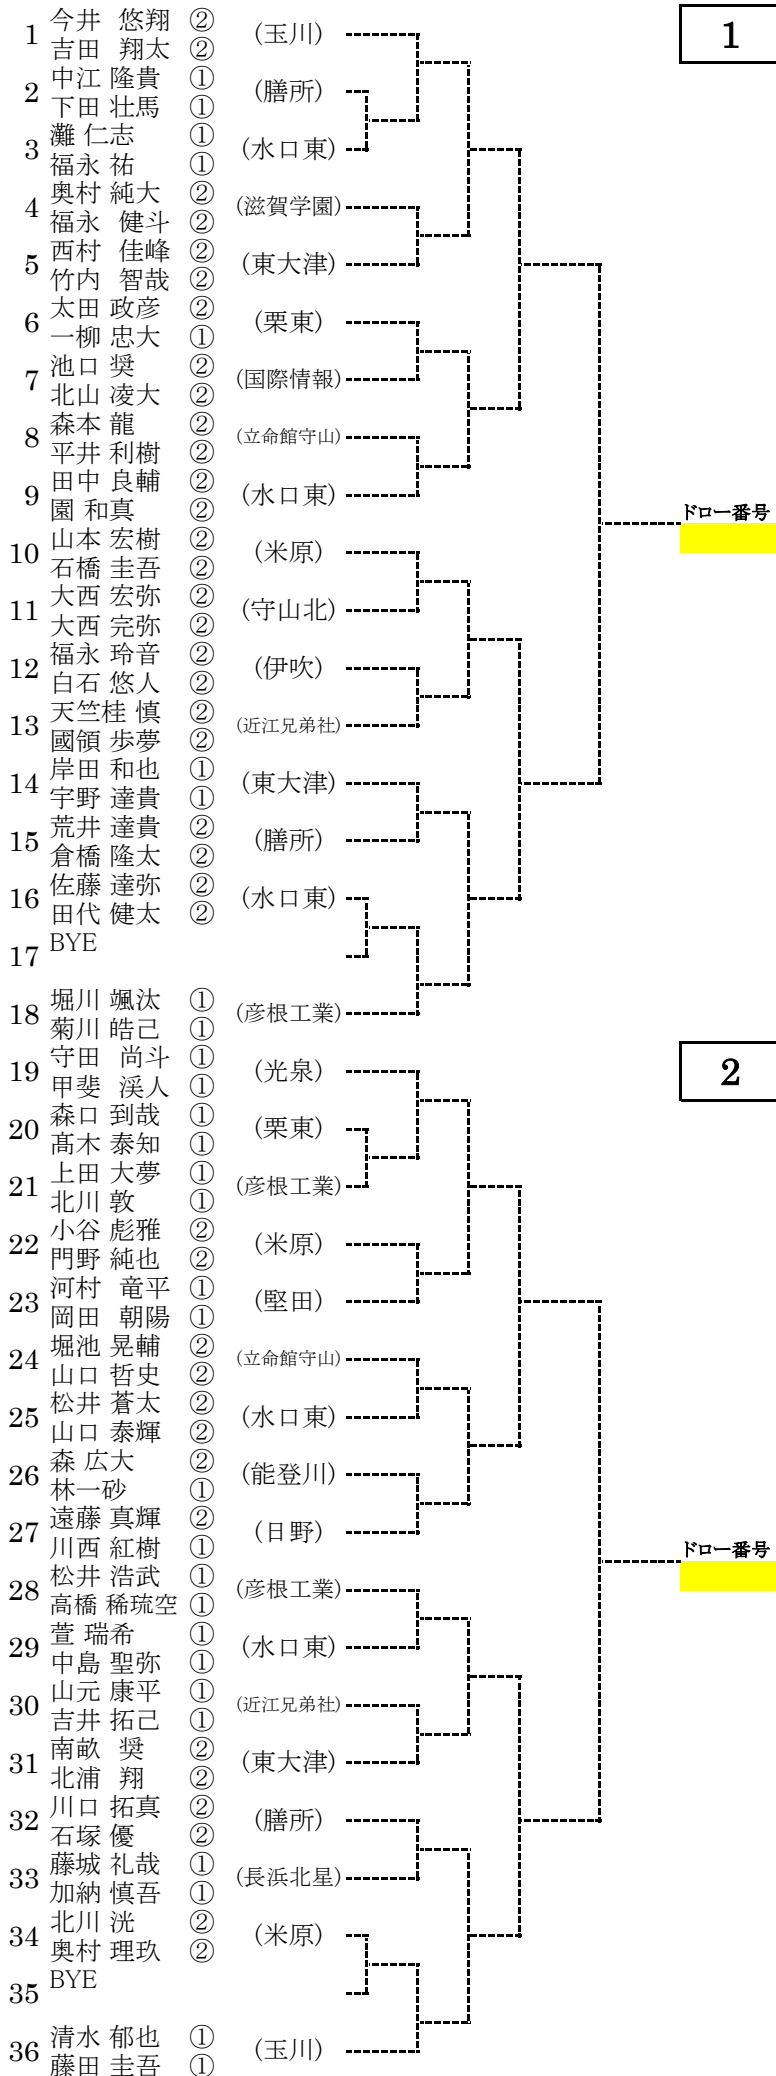 1
今井 悠翔 ②
1 (玉川)
吉田 翔太 ②
中江 隆貴 ①
2 (膳所)
下田 壮馬 ①
灘 仁志 ①
3 (水口東)
福永 祐 ①
奥村 純大 ②
4 (滋賀学園)
福永 健斗 ②
西村 佳峰 ②
5 (東大津)
竹内 智哉 ②
太田 政彦 ②
6 (栗東)
一柳 忠大 ①
池口 奨 ②
7 (国際情報)
北山 凌大 ②
森本 龍 ②
8 (立命館守山)
平井 利樹 ②
田中 良輔 ②
9 (水口東)
園 和真 ②
ドロー番号
山本 宏樹 ②
10 (米原)
石橋 圭吾 ②
大西 宏弥 ②
11 (守山北)
大西 完弥 ②
福永 玲音 ②
12 (伊吹)
白石 悠人 ②
天竺桂 慎 ②
13 (近江兄弟社)
國領 歩夢 ②
岸田 和也 ①
14 (東大津)
宇野 達貴 ①
荒井 達貴 ②
15 (膳所)
倉橋 隆太 ②
佐藤 達弥 ②
16 (水口東)
田代 健太 ②
BYE
17
堀川 颯汰 ①
18 (彦根工業)
菊川 皓己 ①
2
守田 尚斗 ①
19 (光泉)
甲斐 渓人 ①
森口 到哉 ①
20 (栗東)
髙木 泰知 ①
上田 大夢 ①
21 (彦根工業)
北川 敦 ①
小谷 彪雅 ②
22 (米原)
門野 純也 ②
河村 竜平 ①
23 (堅田)
岡田 朝陽 ①
堀池 晃輔 ②
24 (立命館守山)
山口 哲史 ②
松井 蒼太 ②
25 (水口東)
山口 泰輝 ②
森 広大 ②
26 (能登川)
林一砂 ①
遠藤 真輝 ②
27 (日野)
川西 紅樹 ①
ドロー番号
松井 浩武 ①
28 (彦根工業)
高橋 稀琉空 ①
萱 瑞希 ①
29 (水口東)
中島 聖弥 ①
山元 康平 ①
30 (近江兄弟社)
吉井 拓己 ①
南畝 奨 ②
31 (東大津)
北浦 翔 ②
川口 拓真 ②
32 (膳所)
石塚 優 ②
藤城 礼哉 ①
33 (長浜北星)
加納 慎吾 ①
北川 洸 ②
34 (米原)
奥村 理玖 ②
BYE
35
清水 郁也 ①
36 (玉川)
藤田 圭吾 ①